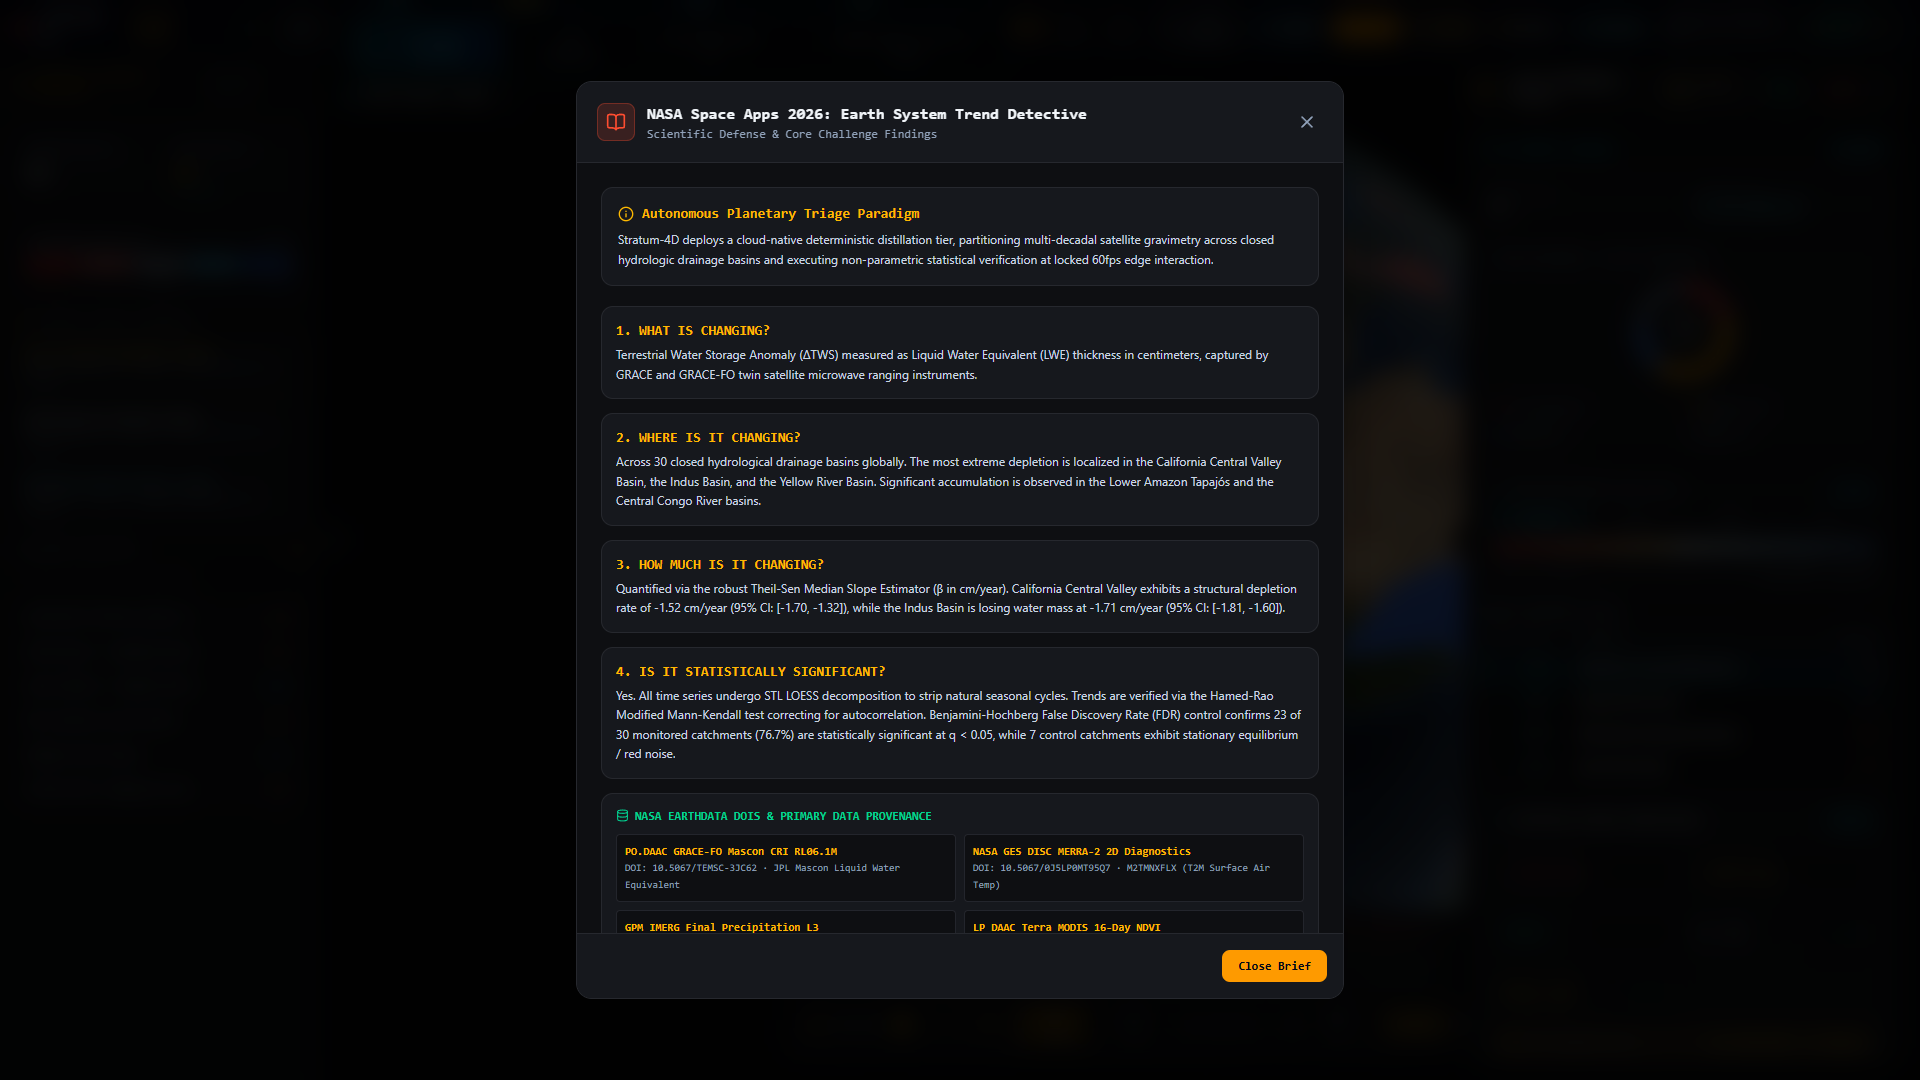 NASA Space Apps 2026: Earth System Trend Detective
Scientific Defense & Core Challenge Findings
Autonomous Planetary Triage Paradigm
Stratum-4D deploys a cloud-native deterministic distillation tier, partitioning multi-decadal satellite gravimetry across closed
hydrologic drainage basins and executing non-parametric statistical verification at locked 60fps edge interaction.
1. WHAT IS CHANGING?
Terrestrial Water Storage Anomaly (ΔTWS) measured as Liquid Water Equivalent (LWE) thickness in centimeters, captured by
GRACE and GRACE-FO twin satellite microwave ranging instruments.
2. WHERE IS IT CHANGING?
Across 30 closed hydrological drainage basins globally. The most extreme depletion is localized in the California Central Valley
Basin, the Indus Basin, and the Yellow River Basin. Significant accumulation is observed in the Lower Amazon Tapajós and the
Central Congo River basins.
3. HOW MUCH IS IT CHANGING?
Quantified via the robust Theil-Sen Median Slope Estimator (β in cm/year). California Central Valley exhibits a structural depletion
rate of -1.52 cm/year (95% CI: [-1.70, -1.32]), while the Indus Basin is losing water mass at -1.71 cm/year (95% CI: [-1.81, -1.60]).
4. IS IT STATISTICALLY SIGNIFICANT?
Yes. All time series undergo STL LOESS decomposition to strip natural seasonal cycles. Trends are verified via the Hamed-Rao
Modified Mann-Kendall test correcting for autocorrelation. Benjamini-Hochberg False Discovery Rate (FDR) control confirms 23 of
30 monitored catchments (76.7%) are statistically significant at q < 0.05, while 7 control catchments exhibit stationary equilibrium
/ red noise.
NASA EARTHDATA DOIS & PRIMARY DATA PROVENANCE
PO.DAAC GRACE-FO Mascon CRI RL06.1M
DOI: 10.5067/TEMSC-3JC62 · JPL Mascon Liquid Water
Equivalent
NASA GES DISC MERRA-2 2D Diagnostics
DOI: 10.5067/0J5LP0MT95Q7 · M2TMNXFLX (T2M Surface Air
Temp)
GPM IMERG Final Precipitation L3
LP DAAC Terra MODIS 16-Day NDVI
Close Brief